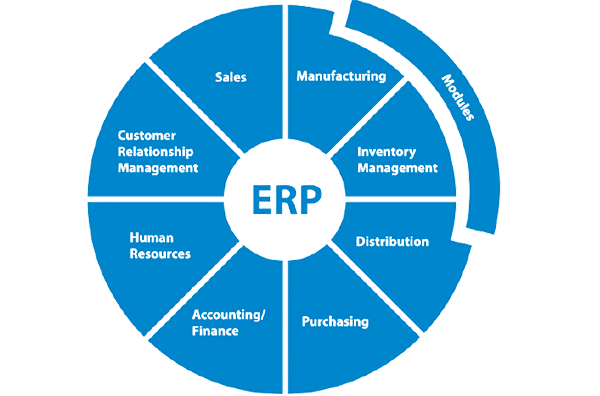 Sales
Manufacturing
Modules
Customer
Relationship
Management
Inventory
Management
ERP
Human
Resources
Distribution
Accounting/
Finance
Purchasing